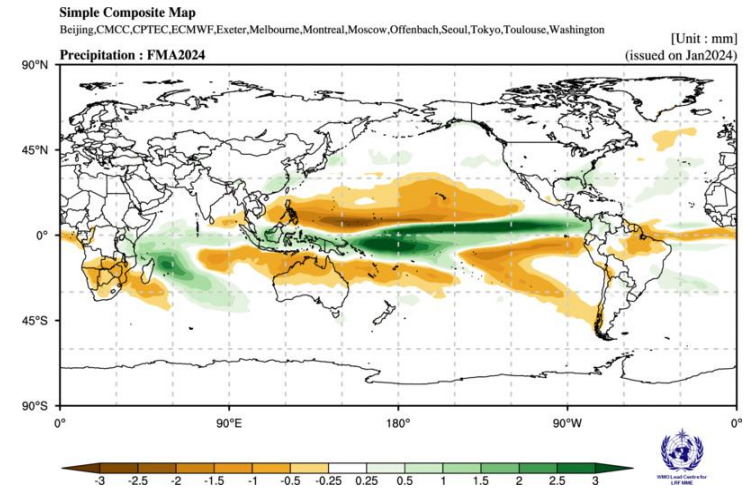 Simple Composite Map
Beijing,CMCC,CPTEC,ECMWF,Exeter,Melbourne,Montreal,Moscow,Offenbach,Seoul,Tokyo,Toulouse,Washington
[Unit : mm]
Precipitation : FMA2024
(issued on Jan2024)
90°N
45°N
0°
45°S
90°S
0° 90°E 180° 90°W 0°
-3 -2.5 -2 -1.5 -1 -0.5 -0.25 0.25 0.5 1 1.5 2 2.5 3
WMO Lead Centre for
LRF MME